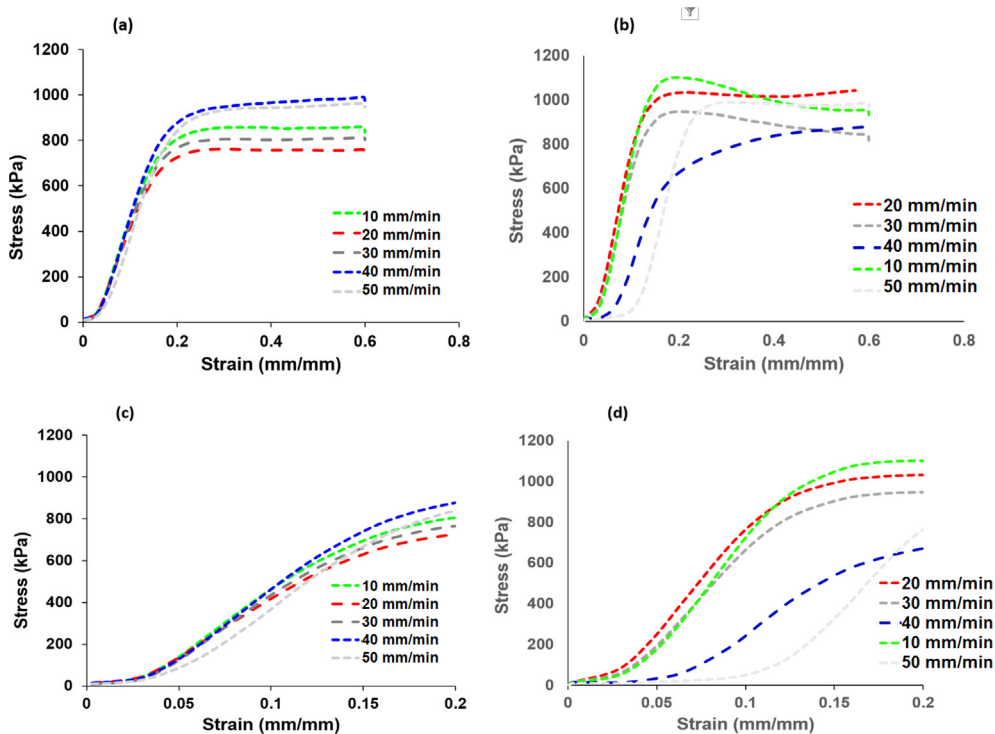 (a)
1200
1000
800
600
400
200
0
0 0.2 0.4 0.6 0.8
Stress (kPa)
Strain (mm/mm)
10 mm/min
20 mm/min
30 mm/min
40 mm/min
50 mm/min
(b)
1200
1000
800
600
400
200
0
0 0.2 0.4 0.6 0.8
Stress (kPa)
Strain (mm/mm)
20 mm/min
30 mm/min
40 mm/min
10 mm/min
50 mm/min
(c)
1200
1000
800
600
400
200
0
0 0.05 0.1 0.15 0.2
Stress (kPa)
Strain (mm/mm)
10 mm/min
20 mm/min
30 mm/min
40 mm/min
50 mm/min
(d)
1200
1000
800
600
400
200
0
0 0.05 0.1 0.15 0.2
Stress (kPa)
Strain (mm/mm)
20 mm/min
30 mm/min
40 mm/min
10 mm/min
50 mm/min